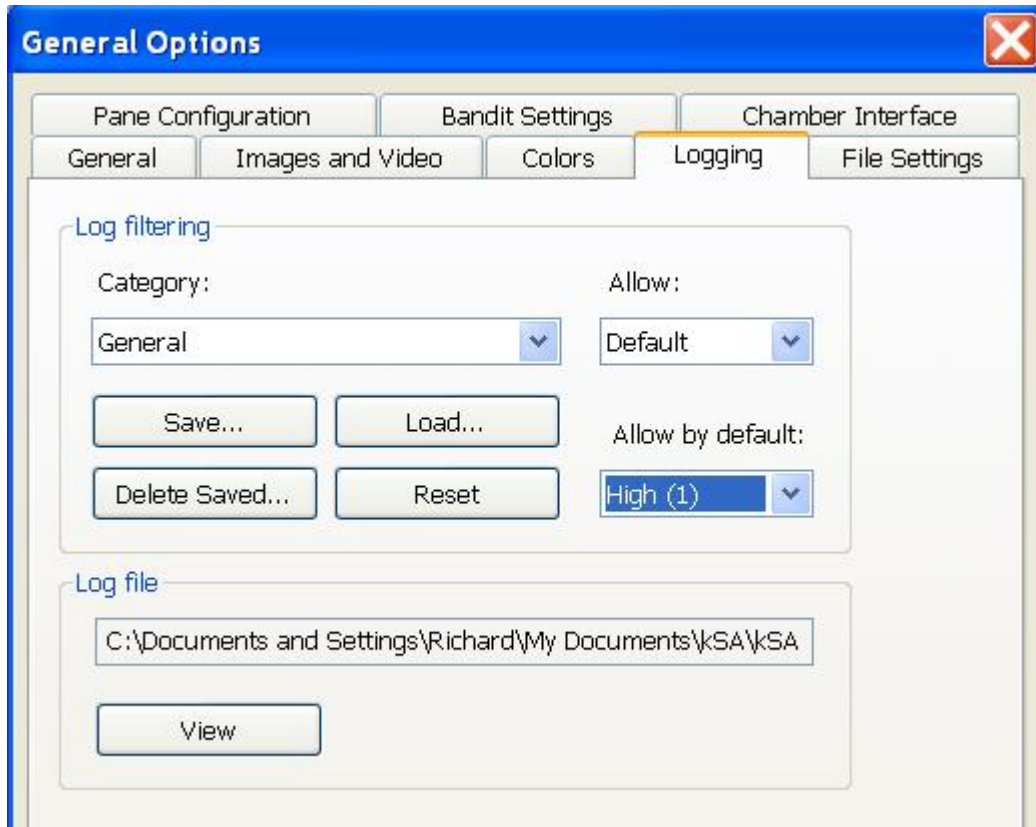 General Options
Pane Configuration Bandit Settings Chamber Interface
General Images and Video Colors Logging File Settings
Log filtering
Category: Allow:
General Default
Save... Load...
Allow by default:
Delete Saved... Reset High (1)
Log file
C:\Documents and Settings\Richard\My Documents\kSA\kSA
View